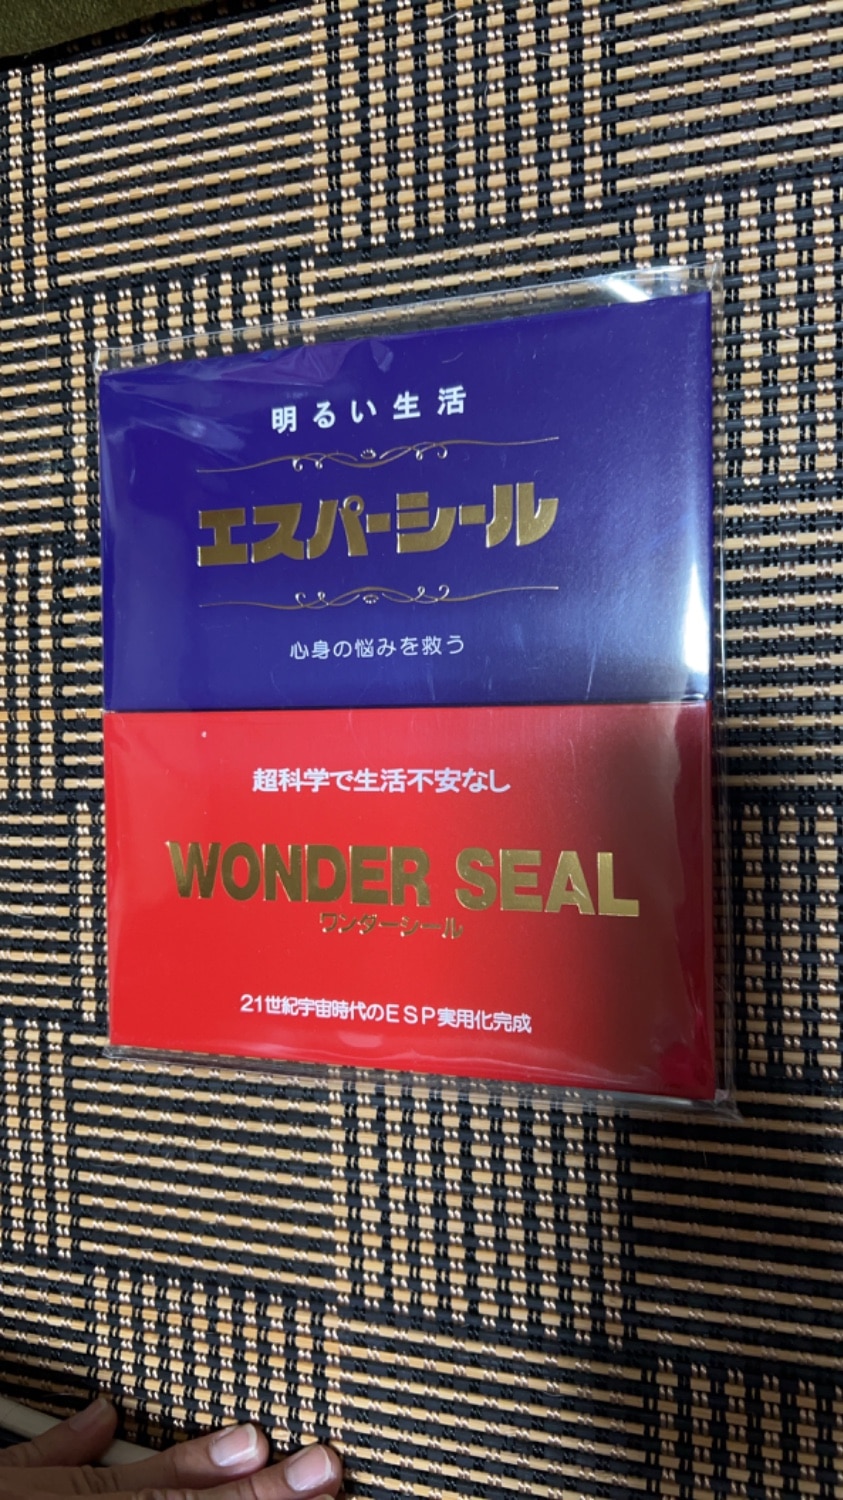 明るい生活
エスパーシール
心身の悩みを救う
超科学で生活不安なし
WONDER SEAL
ワンダーシール
21世紀宇宙時代のESP実用化完成